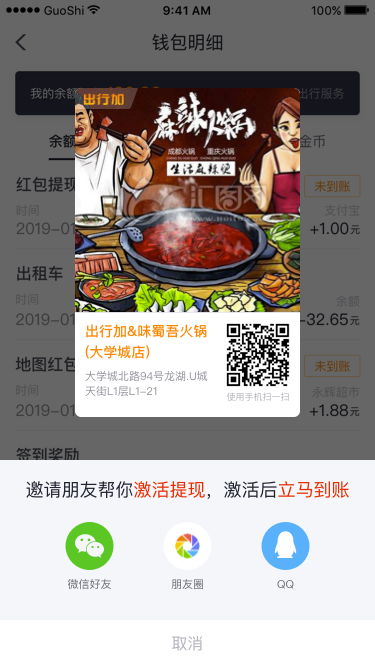 GuoShi
9:41 AM
100%
钱包明细
我的余额
出行服务
余额
金币
红包提现
未到账
时间
支付宝
2019-01
+1.00元
出租车
时间
余额
2019-01
-32.65元
地图红包
未到账
时间
永辉超市
2019-01
+1.88元
签到奖励
出行加
麻辣火锅
成都火锅
重庆火锅
生活麻辣烫
汇图网
出行加&味蜀吾火锅
(大学城店)
大学城北路94号龙湖.U城
天街L1层L1-21
使用手机扫一扫
邀请朋友帮你激活提现，激活后立马到账
微信好友
朋友圈
QQ
取消